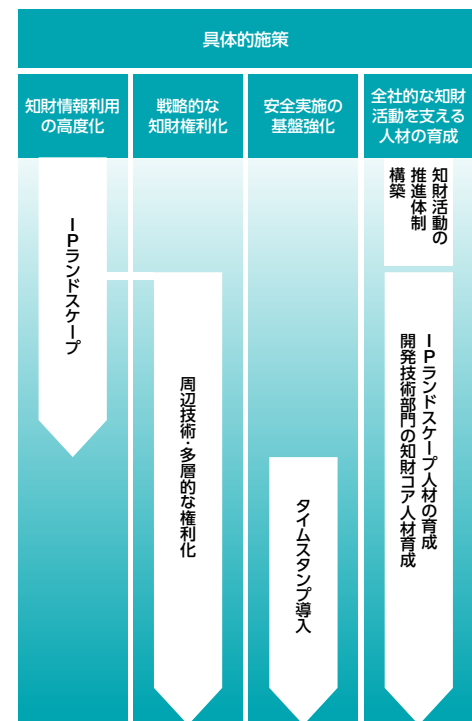 具体的施策
知財情報利用
の高度化
戦略的な
知財権利化
安全実施の
基盤強化
全社的な知財
活動を支える
人材の育成
IPランドスケープ
周辺技術・多層的な権利化
タイムスタンプ導入
知財活動の
推進体制
構築
IPランドスケープ人材の育成
開発技術部門の知財コア人材育成